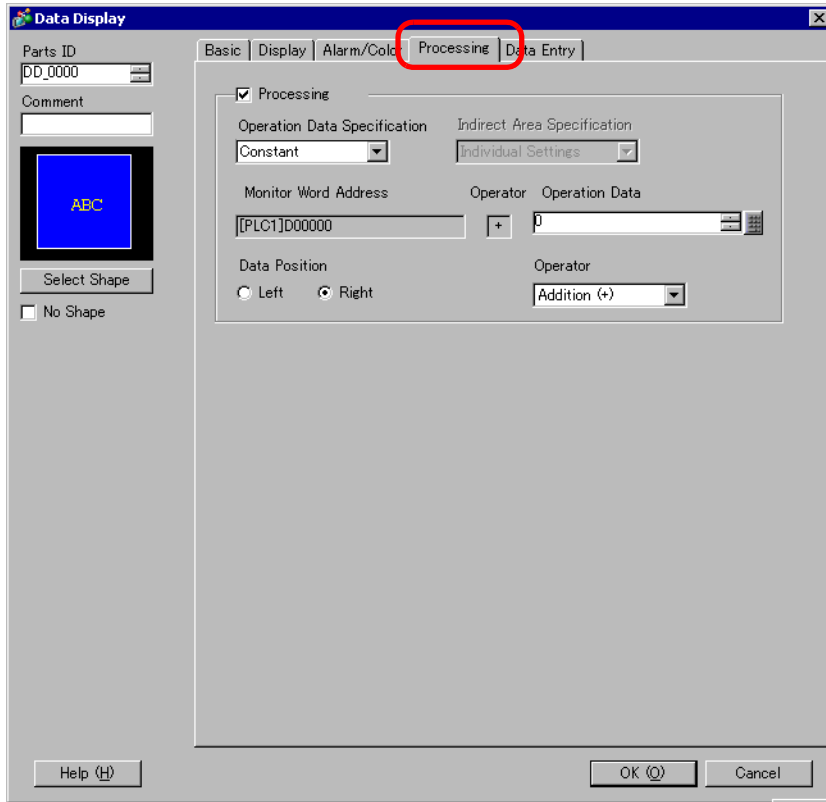 Data Display
Parts ID
DD_0000
Comment
ABC
Select Shape
No Shape
Basic Display Alarm/Color Processing Data Entry
Processing
Operation Data Specification Indirect Area Specification
Constant Individual Settings
Monitor Word Address Operator Operation Data
[PLC1]D00000 + 0
Data Position Operator
Left Right Addition (+)
Help (H) OK (O) Cancel